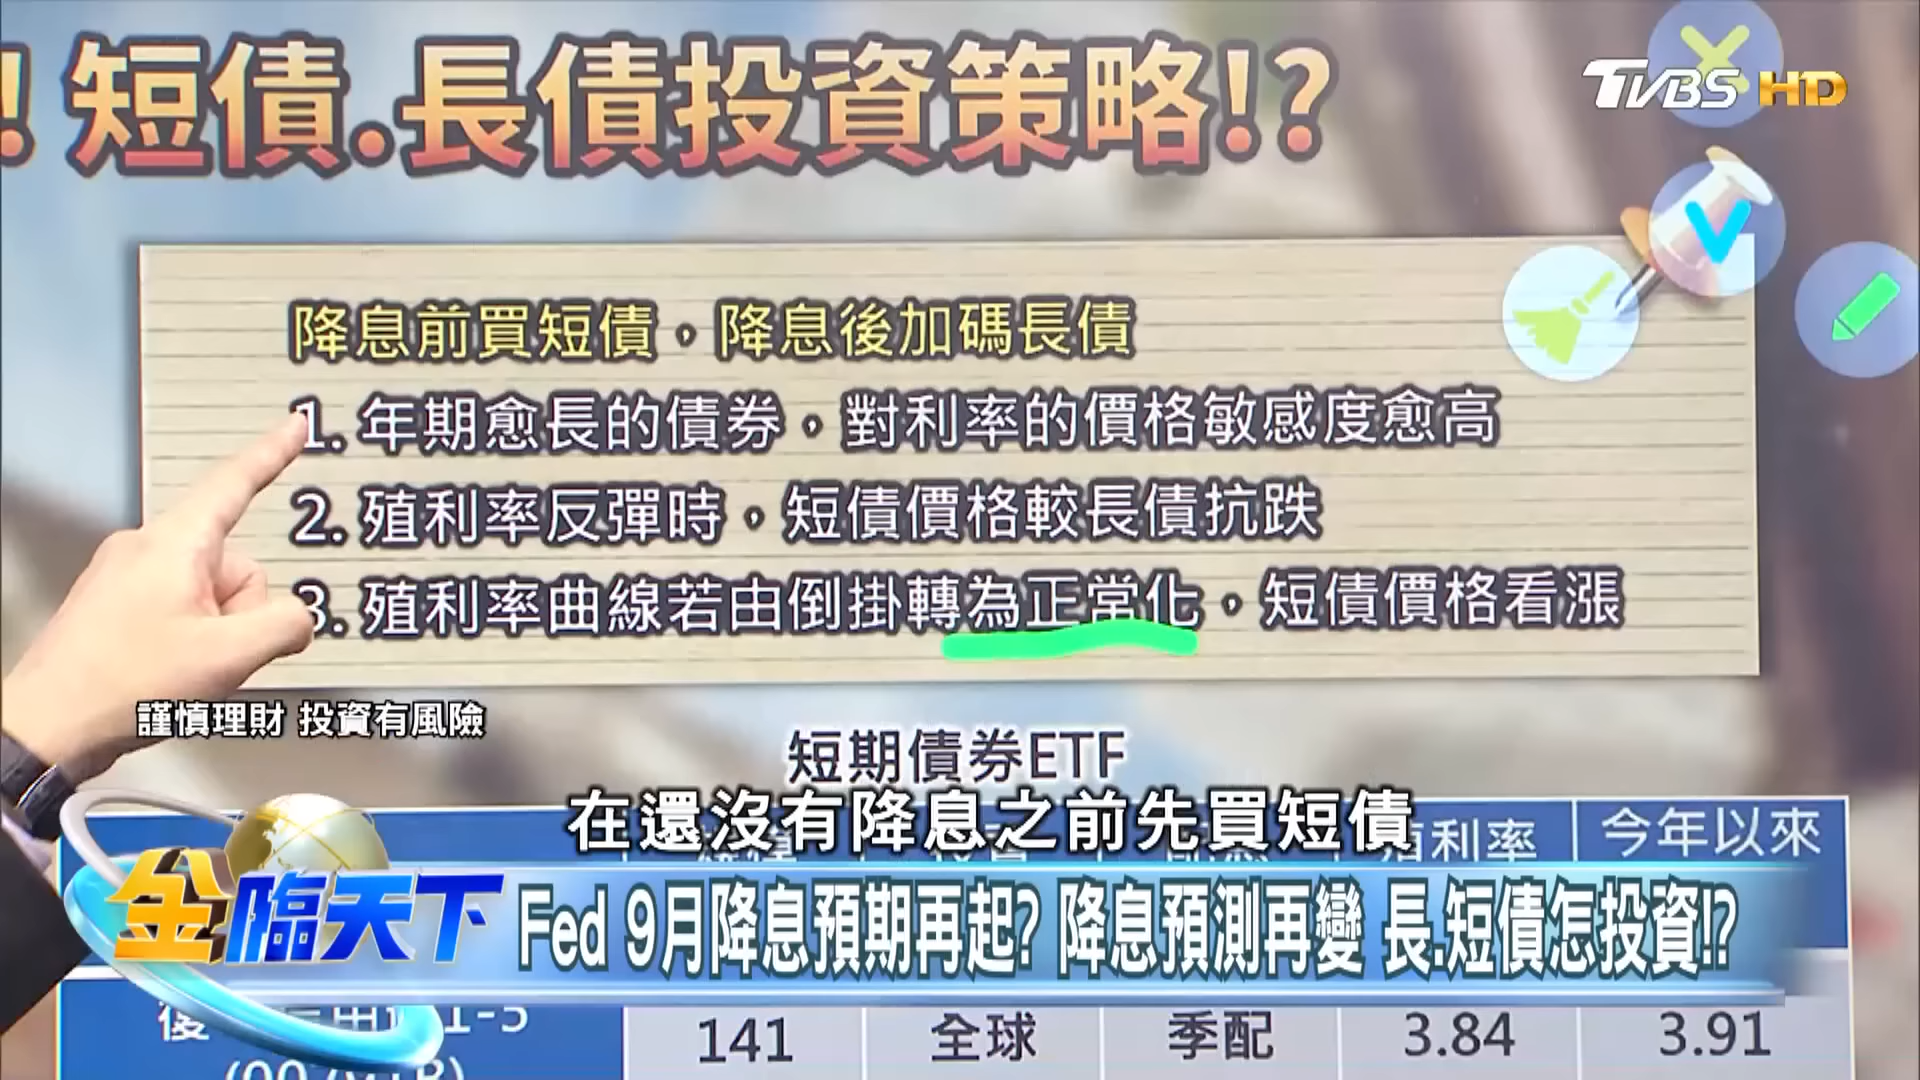 ! 短債.長債投資策略!?
TVBS HD
降息前買短債，降息後加碼長債
1. 年期愈長的債券，對利率的價格敏感度愈高
2. 殖利率反彈時，短債價格較長債抗跌
3. 殖利率曲線若由倒掛轉為正常化，短債價格看漲
謹慎理財 投資有風險
短期債券ETF
在還沒有降息之前先買短債
殖利率
今年以來
金臨天下
Fed 9月降息預期再起? 降息預測再變 長.短債怎投資!?
1-5
141
全球
季配
3.84
3.91